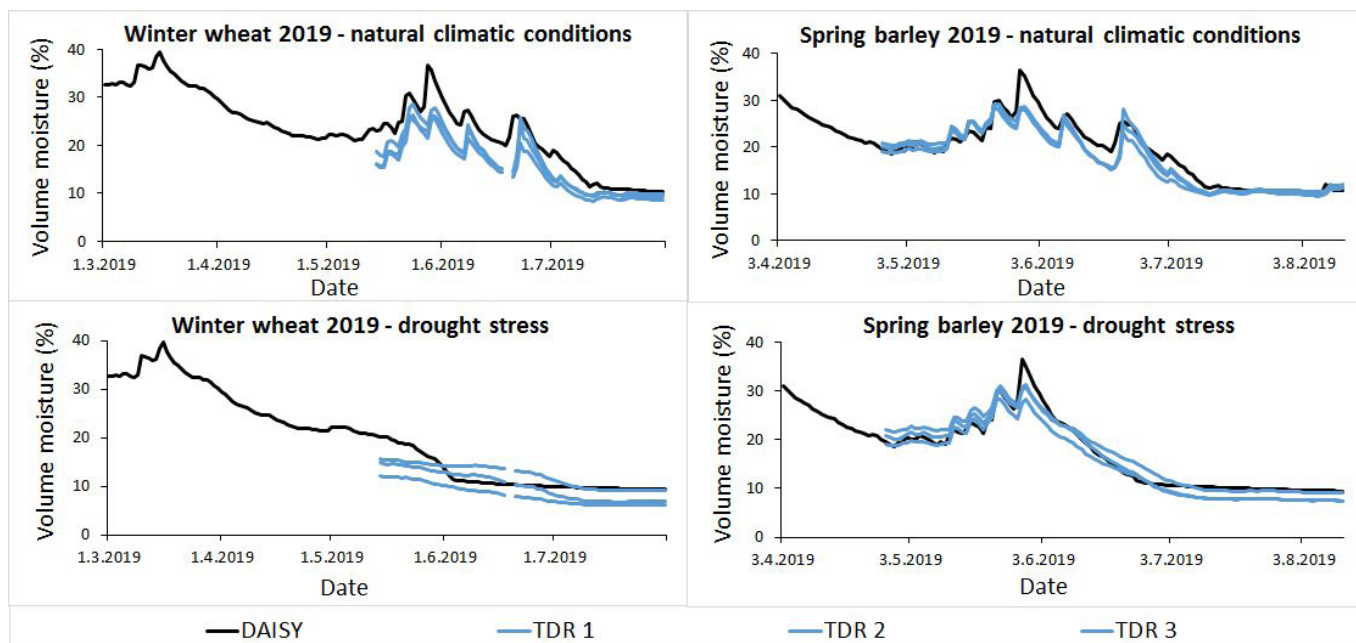 Winter wheat 2019 - natural climatic conditions
Volume moisture (%)
40
30
20
10
0
1.3.2019 1.4.2019 1.5.2019 1.6.2019 1.7.2019
Date
Spring barley 2019 - natural climatic conditions
Volume moisture (%)
40
30
20
10
0
3.4.2019 3.5.2019 3.6.2019 3.7.2019 3.8.2019
Date
Winter wheat 2019 - drought stress
Volume moisture (%)
40
30
20
10
0
1.3.2019 1.4.2019 1.5.2019 1.6.2019 1.7.2019
Date
Spring barley 2019 - drought stress
Volume moisture (%)
40
30
20
10
0
3.4.2019 3.5.2019 3.6.2019 3.7.2019 3.8.2019
Date
DAISY TDR 1 TDR 2 TDR 3